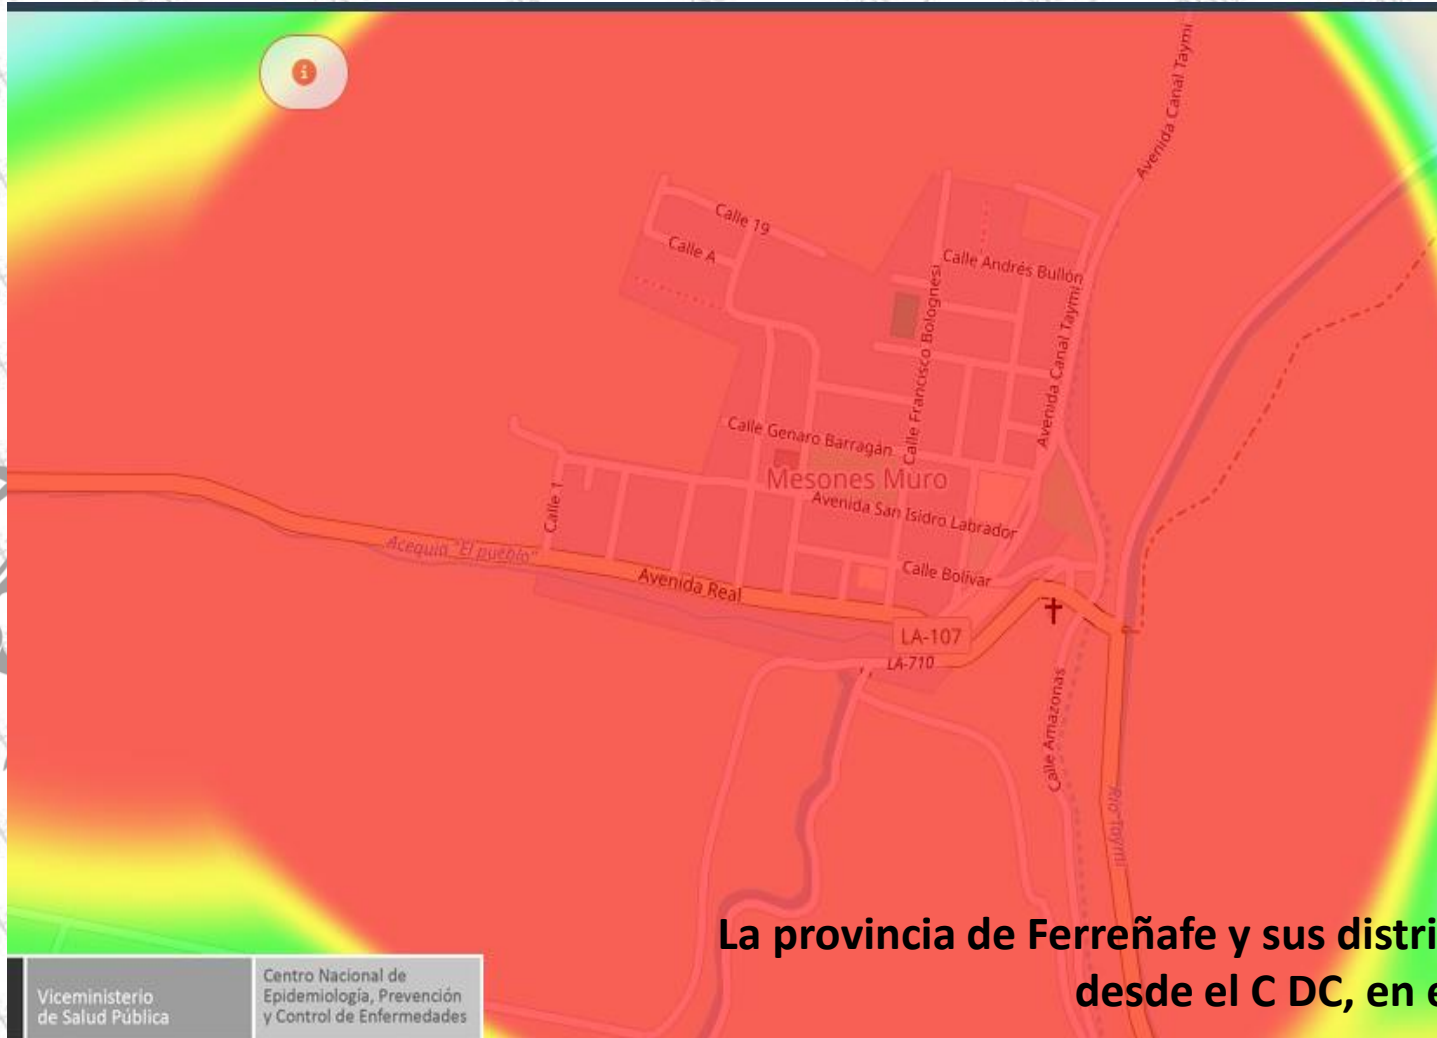 Avenida Canal Taymi
Calle 19
Calle A
Calle Andrés Bullón
Calle Francisco Bolognesi
Avenida Canal Taymi
Calle Genaro Barragán
Mesones Muro
Avenida San Isidro Labrador
Calle 1
Acequia "El pueblo"
Calle Bolívar
Avenida Real
LA-107
LA-710
Calle Amazonas
Río Taymi
La provincia de Ferreñafe y sus distri
desde el C DC, en e
Viceministerio
de Salud Pública
Centro Nacional de
Epidemiología, Prevención
y Control de Enfermedades